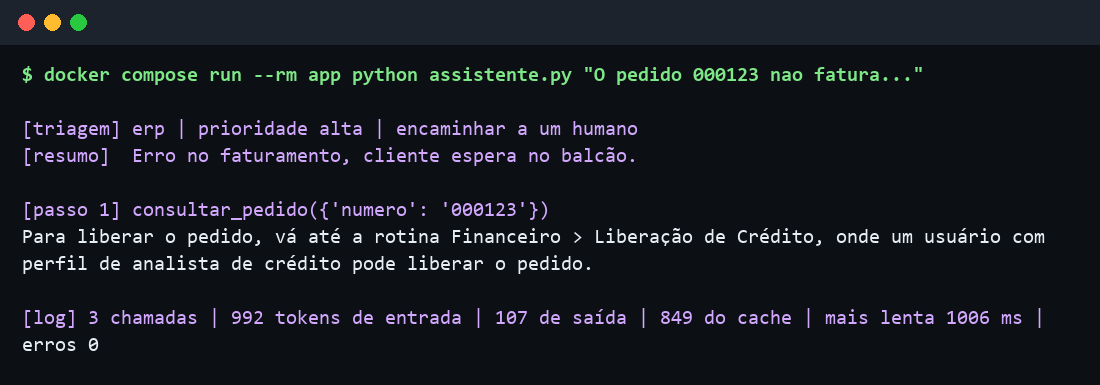 $ docker compose run --rm app python assistente.py "O pedido 000123 nao fatura..."
[triagem] erp | prioridade alta | encaminhar a um humano
[resumo]  Erro no faturamento, cliente espera no balcão.
[passo 1] consultar_pedido({'numero': '000123'})
Para liberar o pedido, vá até a rotina Financeiro > Liberação de Crédito, onde um usuário com
perfil de analista de crédito pode liberar o pedido.
[log] 3 chamadas | 992 tokens de entrada | 107 de saída | 849 do cache | mais lenta 1006 ms |
erros 0